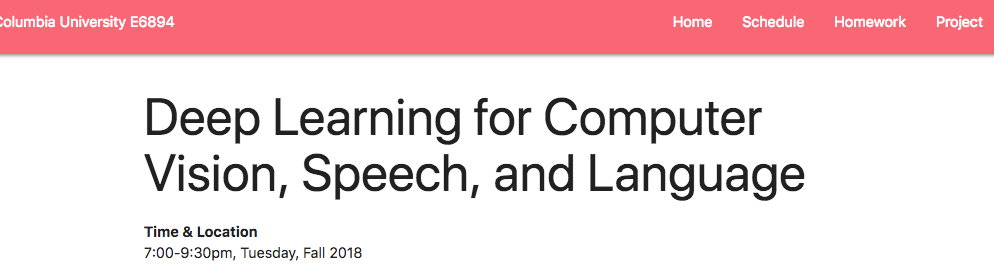 Columbia University E6894 Home Schedule Homework Project
Deep Learning for Computer
Vision, Speech, and Language
Time & Location
7:00-9:30pm, Tuesday, Fall 2018